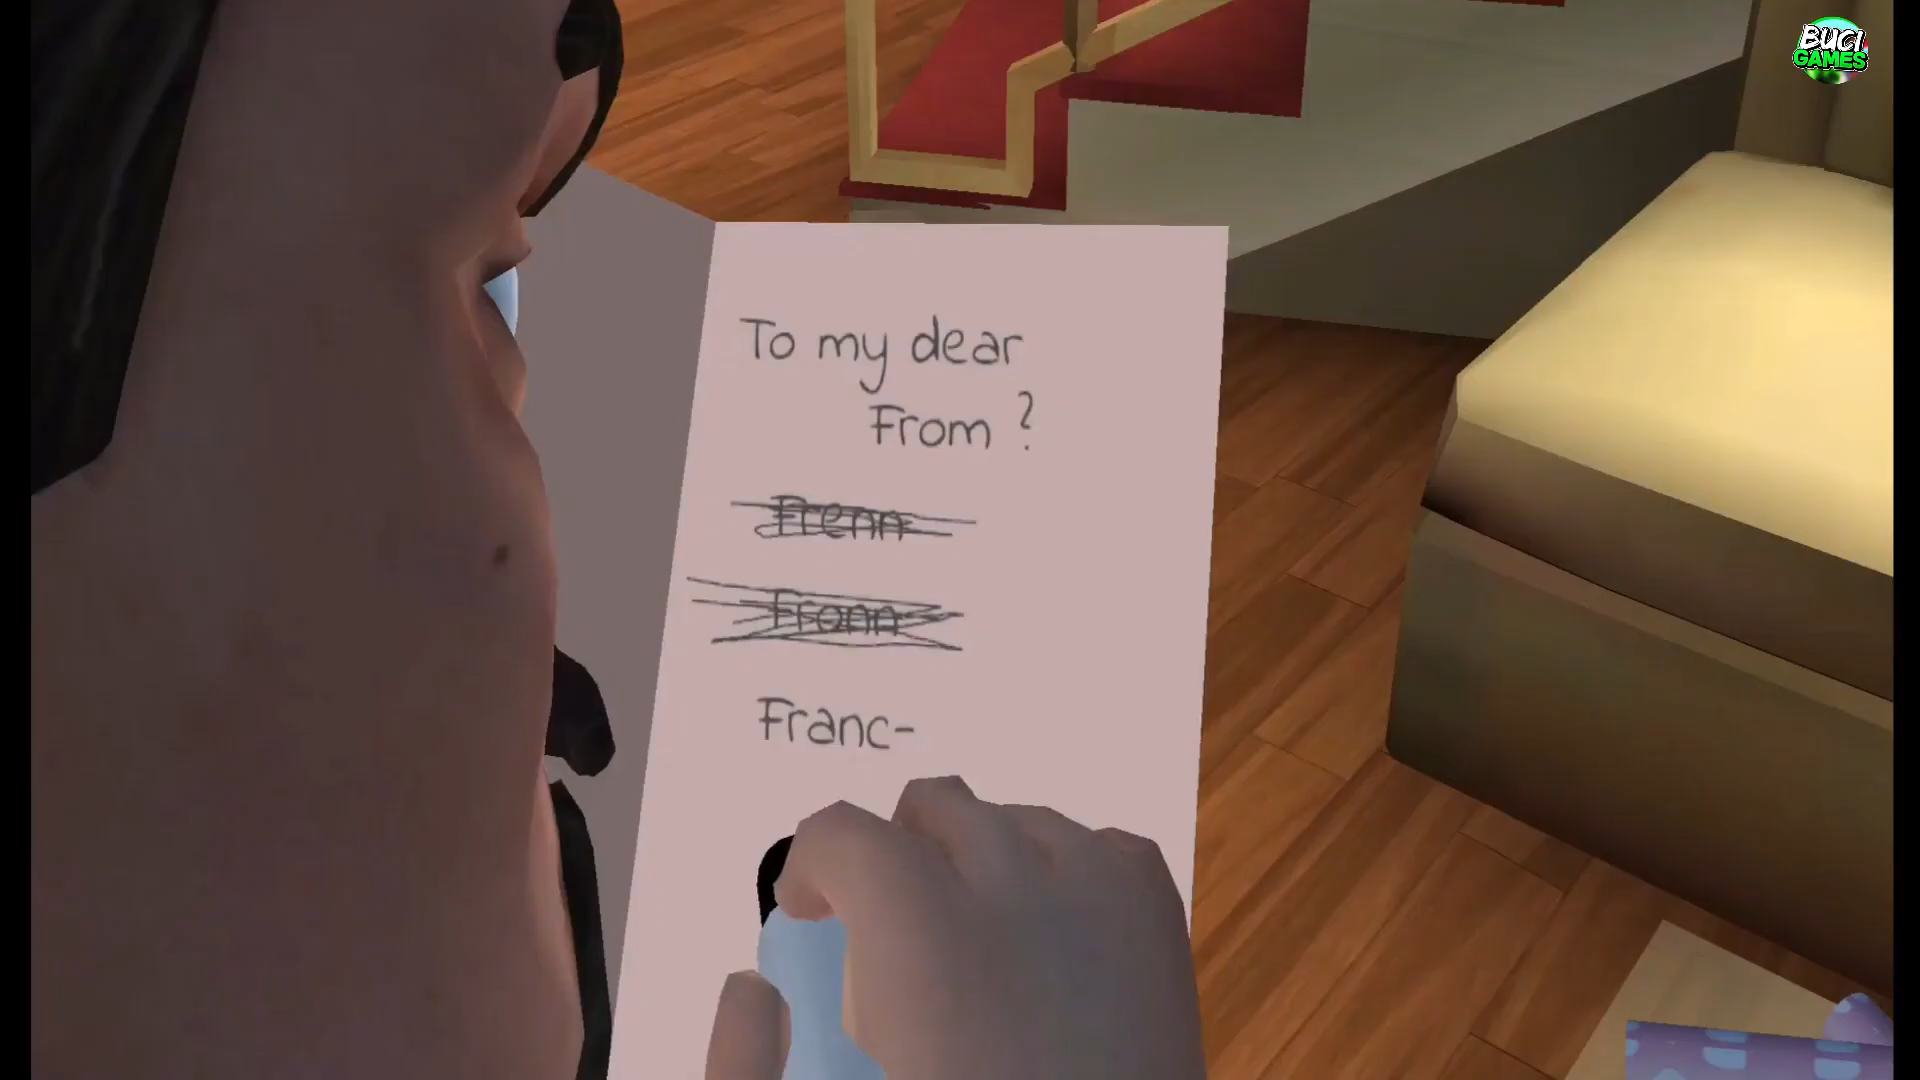 BUCI
GAMES
To my dear
From ?
Frenn
Fronn
Franc-